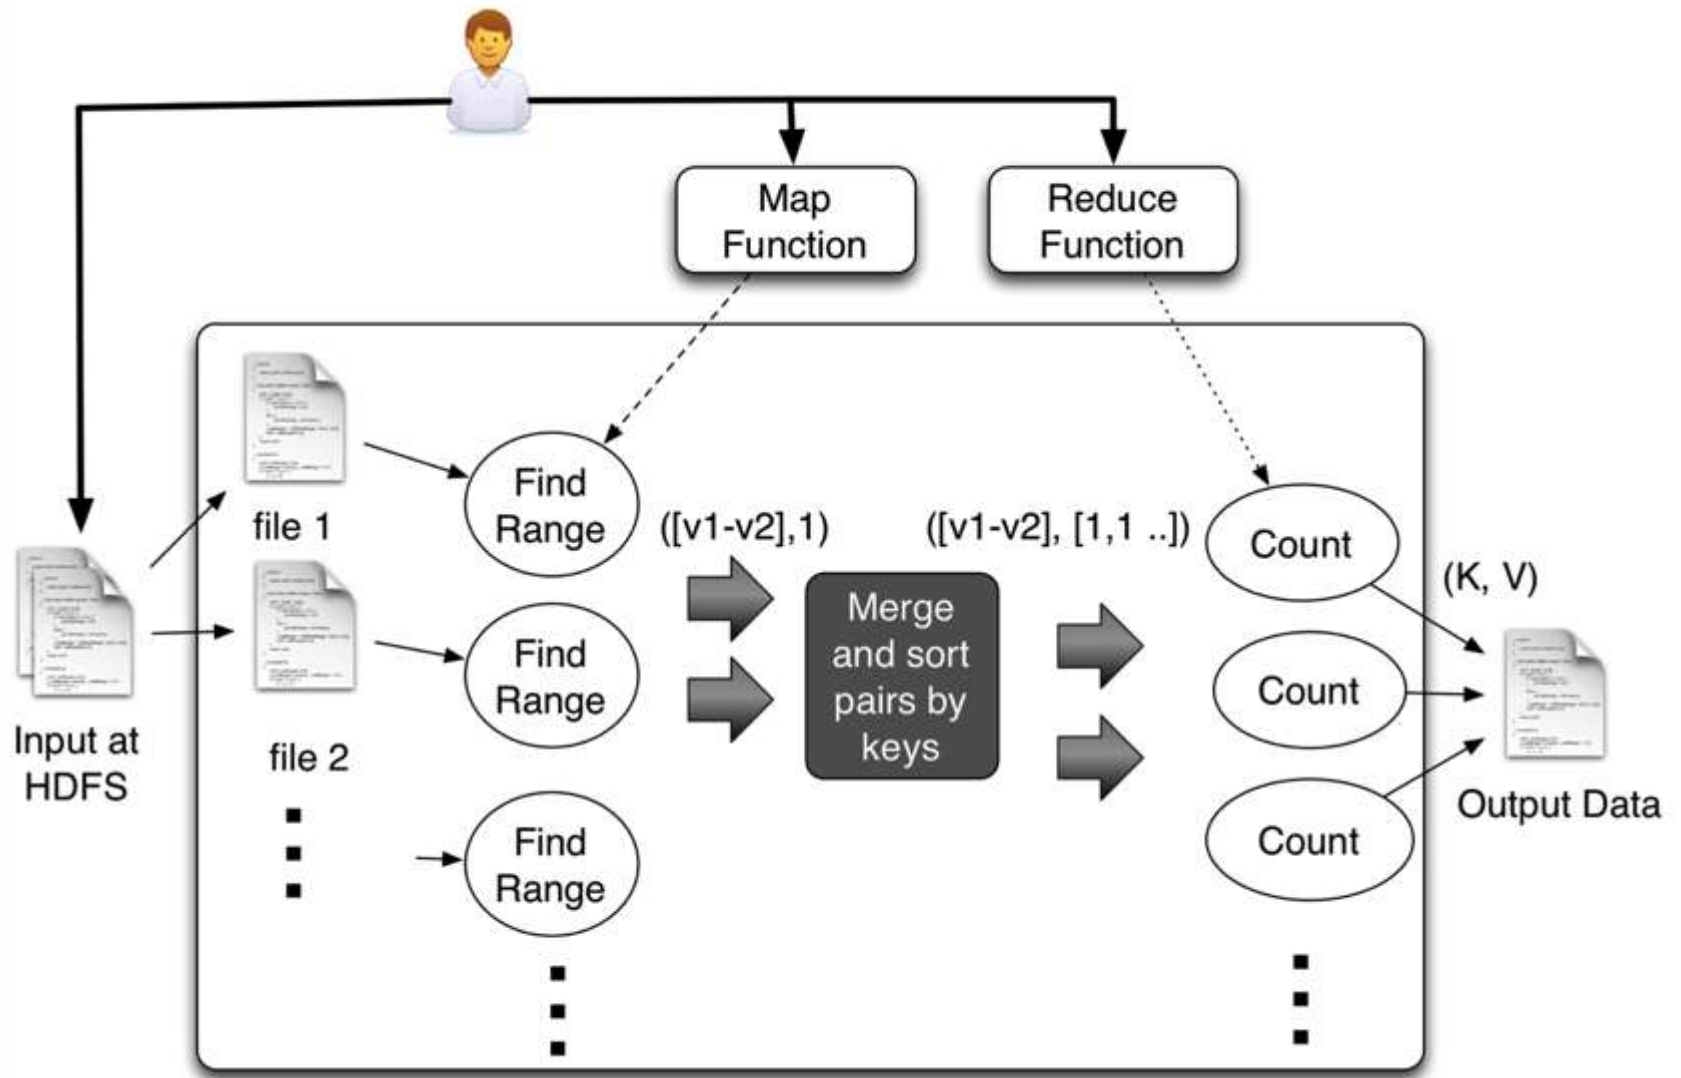 Map
Function
Reduce
Function
file 1
Find
Range
([v1-v2],1)
([v1-v2], [1,1 ..])
Count
(K, V)
Merge
and sort
pairs by
keys
Find
Range
Count
Input at
HDFS
file 2
Output Data
Find
Range
Count